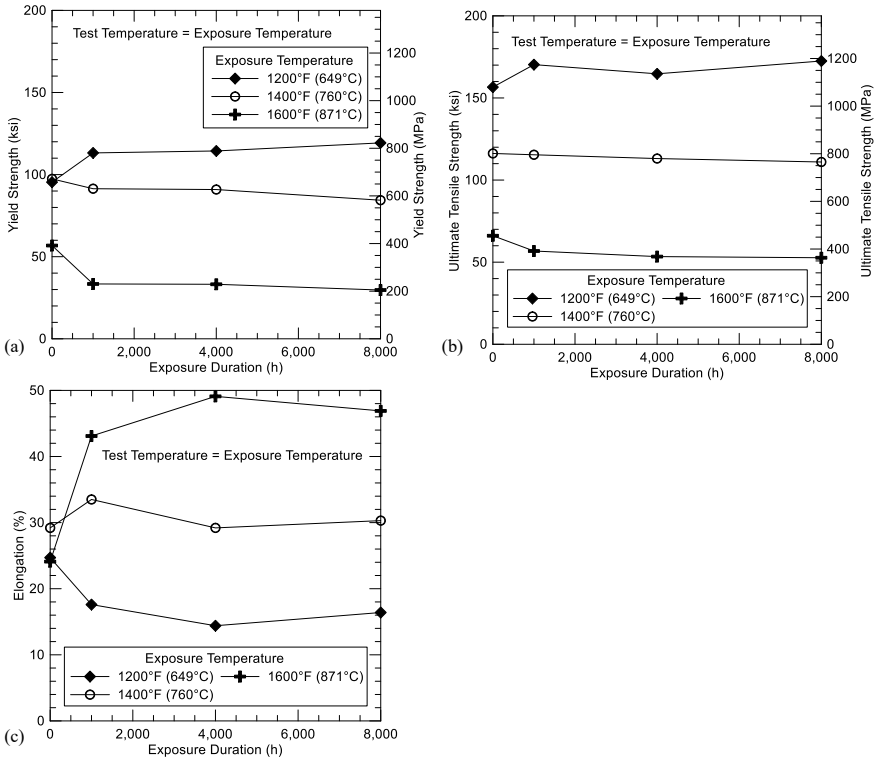 200
150
100
50
0
Yield Strength (ksi)
Test Temperature = Exposure Temperature
Exposure Temperature
1200°F (649°C)
1400°F (760°C)
1600°F (871°C)
1200
1000
800
600
400
200
0
Yield Strength (MPa)
0 2,000 4,000 6,000 8,000
Exposure Duration (h)
(a)
200
150
100
50
0
Ultimate Tensile Strength (ksi)
Test Temperature = Exposure Temperature
Exposure Temperature
1200°F (649°C) 1600°F (871°C)
1400°F (760°C)
1200
1000
800
600
400
200
0
Ultimate Tensile Strength (MPa)
0 2,000 4,000 6,000 8,000
Exposure Duration (h)
(b)
50
40
30
20
10
0
Elongation (%)
Test Temperature = Exposure Temperature
Exposure Temperature
1200°F (649°C) 1600°F (871°C)
1400°F (760°C)
0 2,000 4,000 6,000 8,000
Exposure Duration (h)
(c)